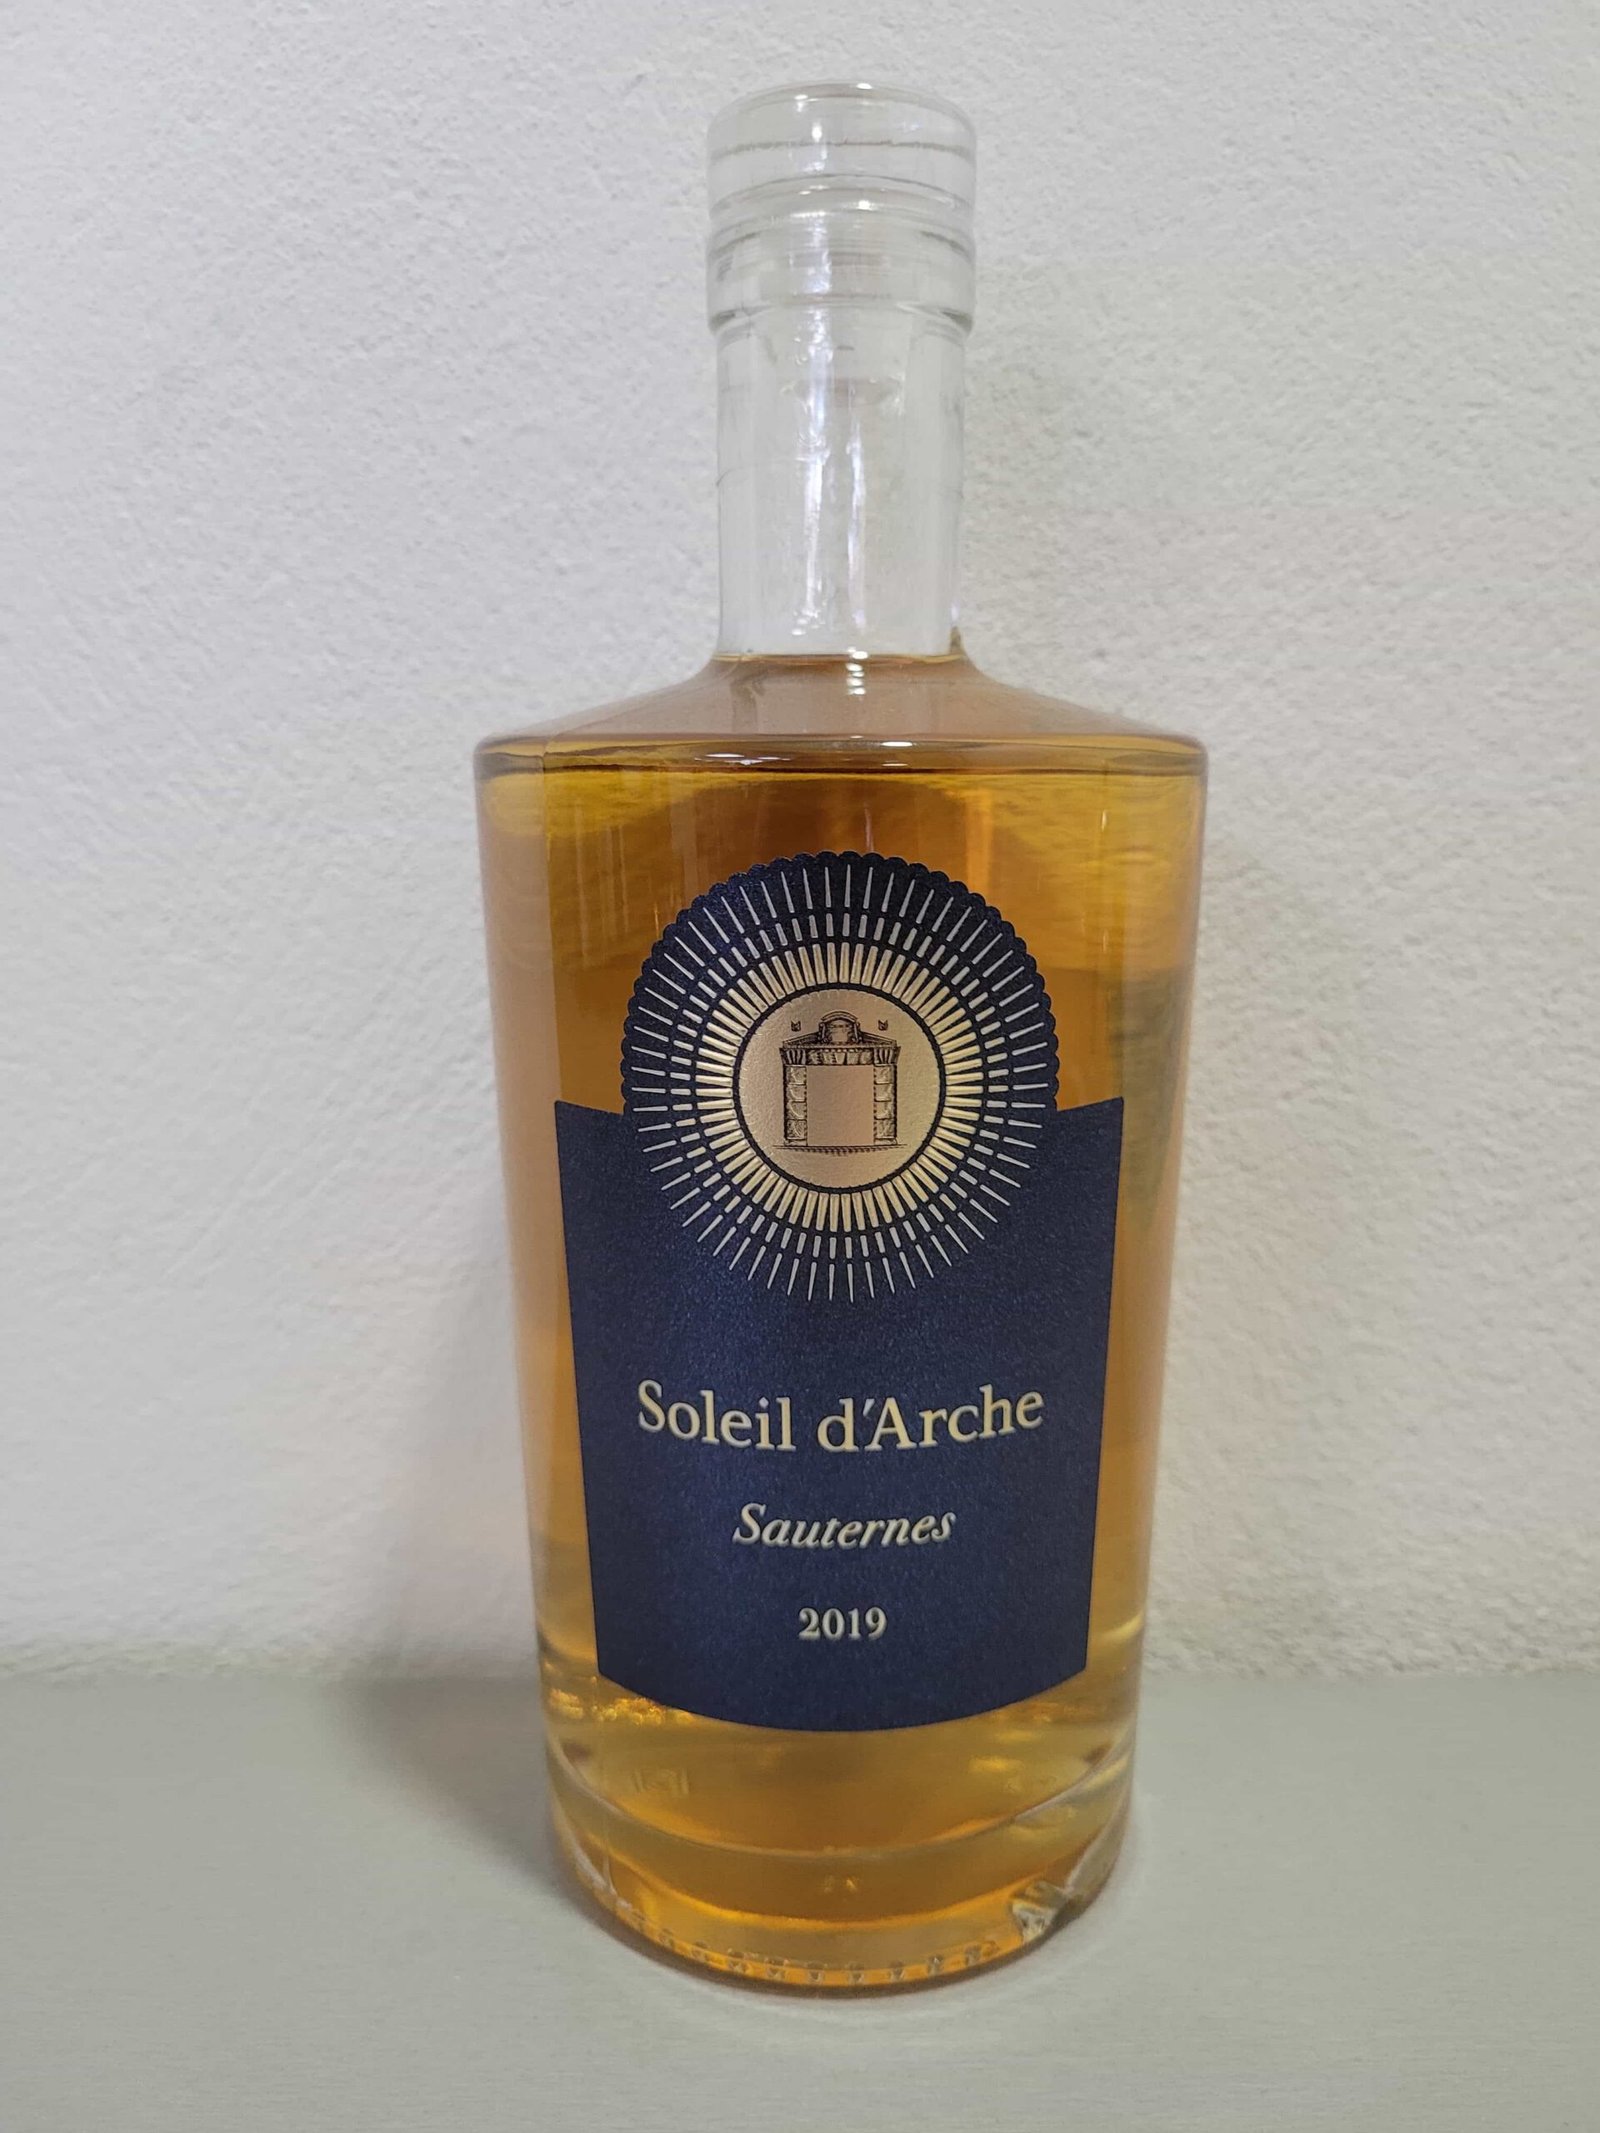 Soleil d'Arche
Sauternes
2019